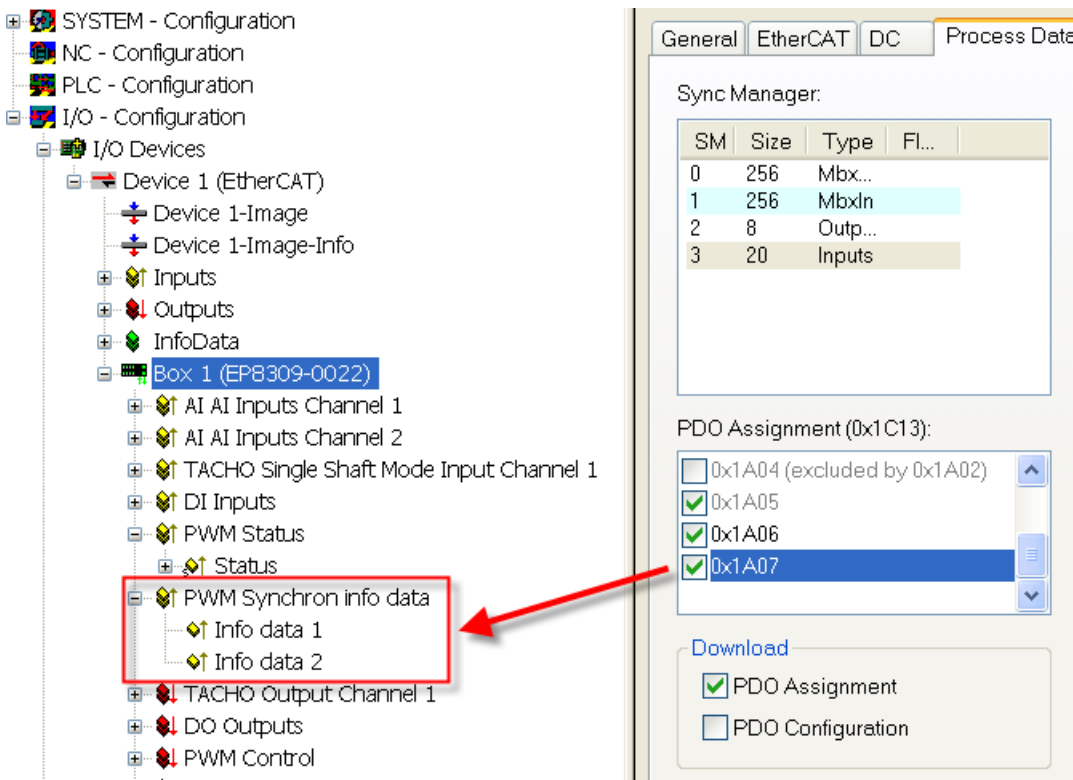 SYSTEM - Configuration
NC - Configuration
PLC - Configuration
I/O - Configuration
I/O Devices
Device 1 (EtherCAT)
Device 1-Image
Device 1-Image-Info
Inputs
Outputs
InfoData
Box 1 (EP8309-0022)
AI AI Inputs Channel 1
AI AI Inputs Channel 2
TACHO Single Shaft Mode Input Channel 1
DI Inputs
PWM Status
Status
PWM Synchron info data
Info data 1
Info data 2
TACHO Output Channel 1
DO Outputs
PWM Control
General EtherCAT DC Process Data
Sync Manager:
SM Size Type Fl...
0 256 Mbx...
1 256 MbxIn
2 8 Outp...
3 20 Inputs
PDO Assignment (0x1C13):
0x1A04 (excluded by 0x1A02)
0x1A05
0x1A06
0x1A07
Download
PDO Assignment
PDO Configuration